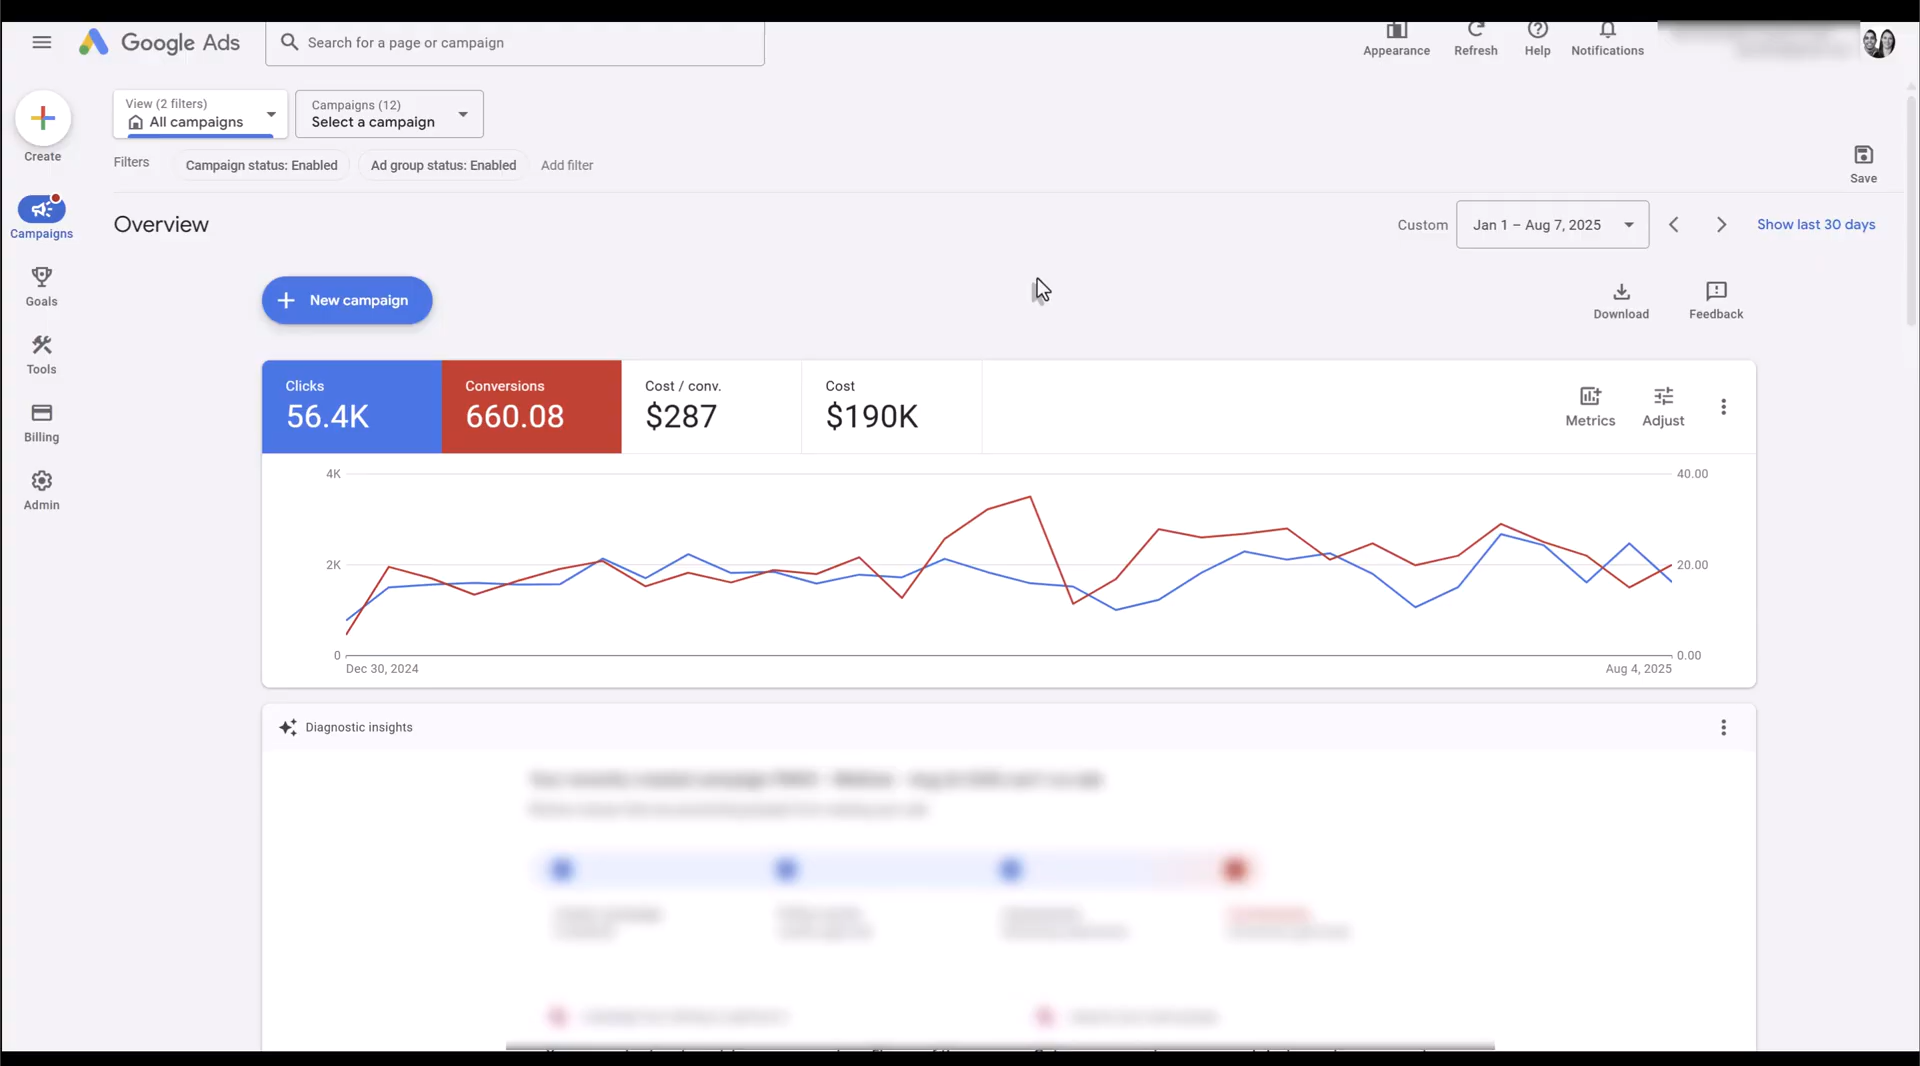 Google Ads
Search for a page or campaign
Appearance
Refresh
Help
Notifications
Create
View (2 filters)
All campaigns
Campaigns (12)
Select a campaign
Filters
Campaign status: Enabled
Ad group status: Enabled
Add filter
Save
Campaigns
Goals
Tools
Billing
Admin
Overview
Custom
Jan 1 – Aug 7, 2025
Show last 30 days
New campaign
Download
Feedback
Clicks
56.4K
Conversions
660.08
Cost / conv.
$287
Cost
$190K
Metrics
Adjust
4K
40.00
2K
20.00
0
0.00
Dec 30, 2024
Aug 4, 2025
Diagnostic insights